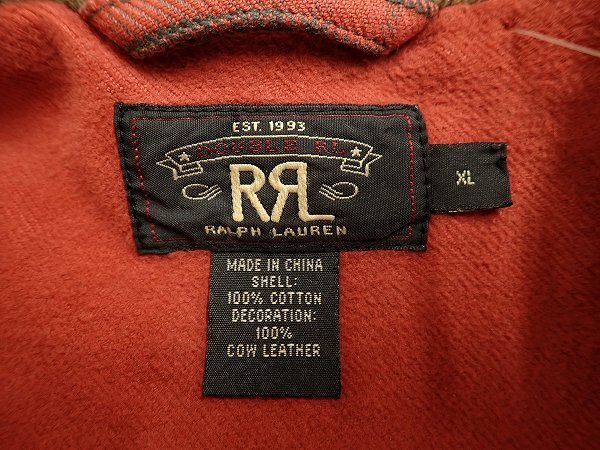 EST. 1993
DOUBLE RL
RRL
RALPH LAUREN
XL
MADE IN CHINA
SHELL:
100% COTTON
DECORATION:
100%
COW LEATHER